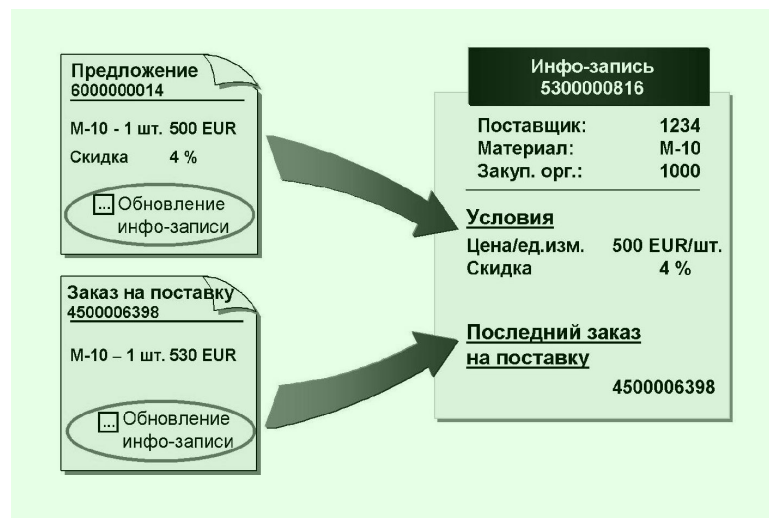 Предложение
6000000014
М-10 - 1 шт. 500 EUR
Скидка 4 %
... Обновление
инфо-записи
Заказ на поставку
4500006398
М-10 – 1 шт. 530 EUR
... Обновление
инфо-записи
Инфо-запись
5300000816
Поставщик: 1234
Материал: М-10
Закуп. орг.: 1000
Условия
Цена/ед.изм. 500 EUR/шт.
Скидка 4 %
Последний заказ
на поставку
4500006398